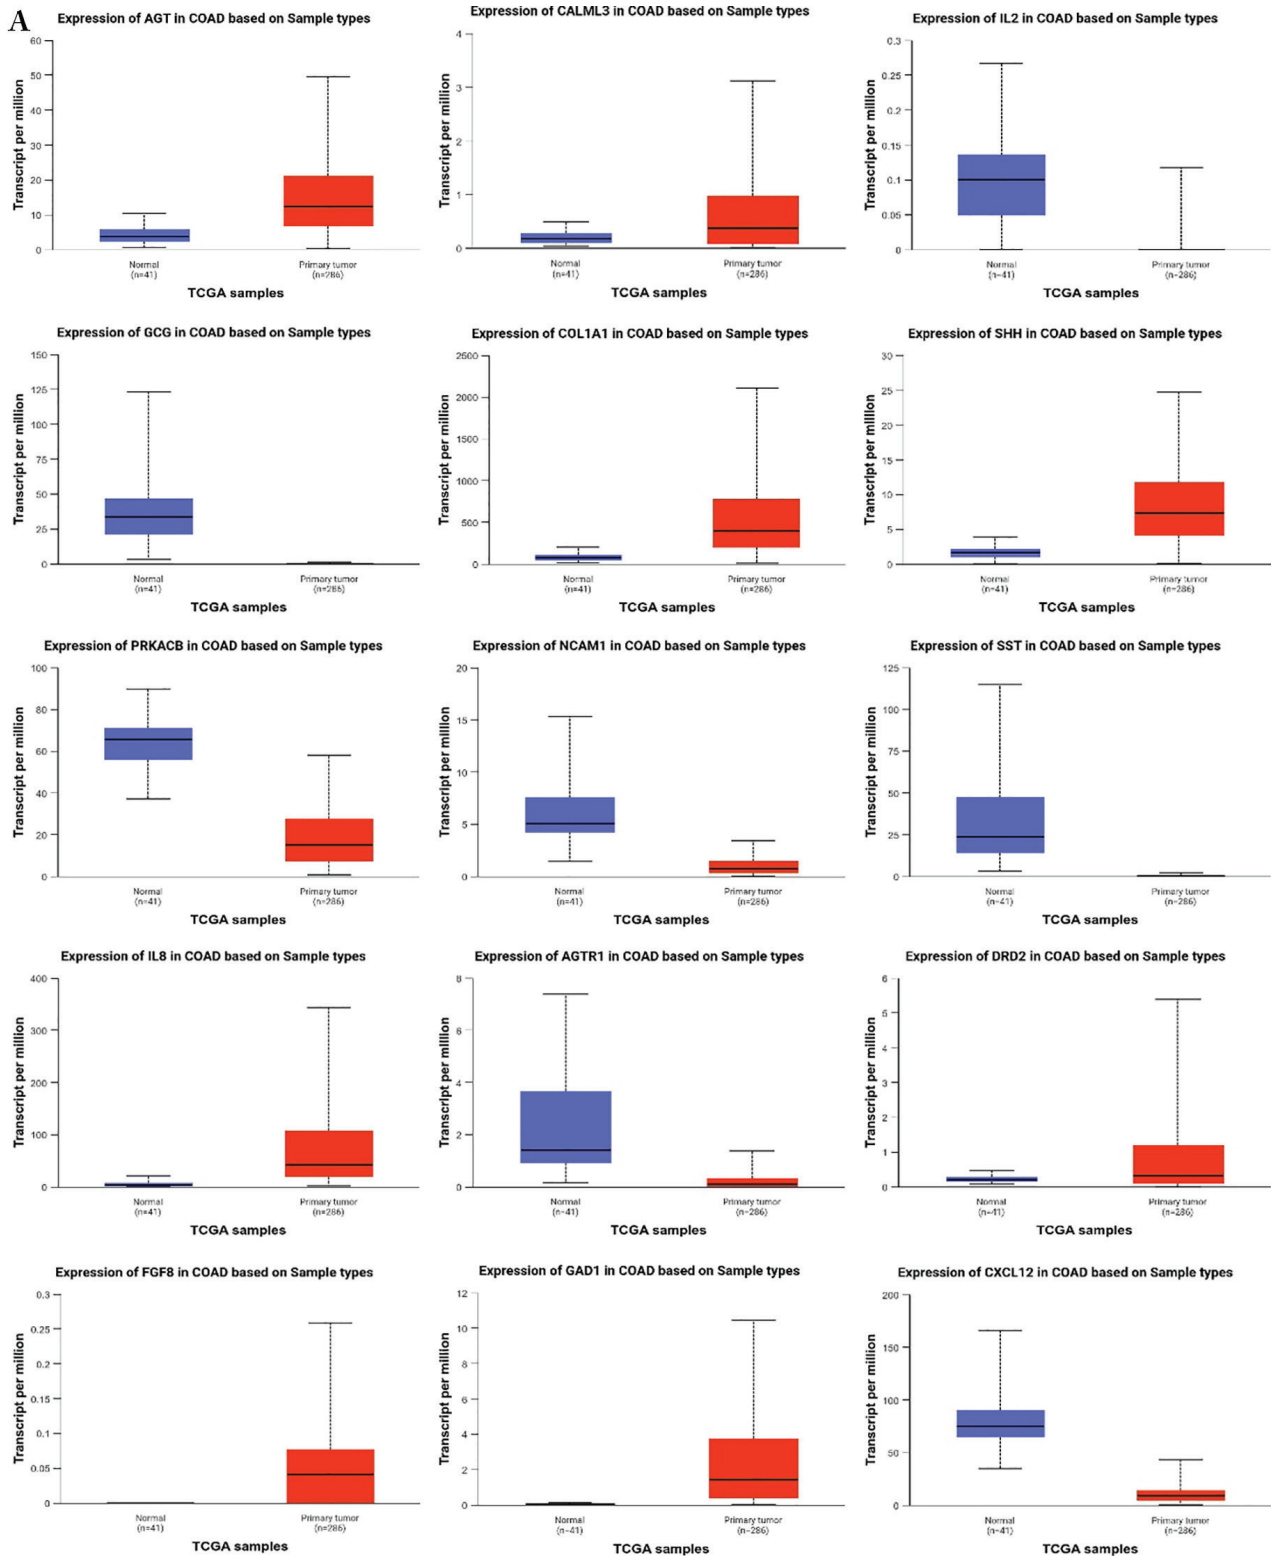 A
Expression of AGT in COAD based on Sample types
Transcript per million
60
50
40
30
20
10
0
Normal
(n=41)
Primary tumor
(n=286)
TCGA samples
Expression of CALML3 in COAD based on Sample types
Transcript per million
4
3
2
1
0
Normal
(n=41)
Primary tumor
(n=286)
TCGA samples
Expression of IL2 in COAD based on Sample types
Transcript per million
0.3
0.25
0.2
0.15
0.1
0.05
0
Normal
(n=41)
Primary tumor
(n=286)
TCGA samples
Expression of GCG in COAD based on Sample types
Transcript per million
150
125
100
75
50
25
0
Normal
(n=41)
Primary tumor
(n=286)
TCGA samples
Expression of COL1A1 in COAD based on Sample types
Transcript per million
2500
2000
1500
1000
500
0
Normal
(n=41)
Primary tumor
(n=286)
TCGA samples
Expression of SHH in COAD based on Sample types
Transcript per million
30
25
20
15
10
5
0
Normal
(n=41)
Primary tumor
(n=286)
TCGA samples
Expression of PRKACB in COAD based on Sample types
Transcript per million
100
80
60
40
20
0
Normal
(n=41)
Primary tumor
(n=286)
TCGA samples
Expression of NCAM1 in COAD based on Sample types
Transcript per million
20
15
10
5
0
Normal
(n=41)
Primary tumor
(n=286)
TCGA samples
Expression of SST in COAD based on Sample types
Transcript per million
125
100
75
50
25
0
Normal
(n=41)
Primary tumor
(n=286)
TCGA samples
Expression of IL8 in COAD based on Sample types
Transcript per million
400
300
200
100
0
Normal
(n=41)
Primary tumor
(n=286)
TCGA samples
Expression of AGTR1 in COAD based on Sample types
Transcript per million
8
6
4
2
0
Normal
(n=41)
Primary tumor
(n=286)
TCGA samples
Expression of DRD2 in COAD based on Sample types
Transcript per million
6
5
4
3
2
1
0
Normal
(n=41)
Primary tumor
(n=286)
TCGA samples
Expression of FGF8 in COAD based on Sample types
Transcript per million
0.3
0.25
0.2
0.15
0.1
0.05
0
Normal
(n=41)
Primary tumor
(n=286)
TCGA samples
Expression of GAD1 in COAD based on Sample types
Transcript per million
12
10
8
6
4
2
0
Normal
(n=41)
Primary tumor
(n=286)
TCGA samples
Expression of CXCL12 in COAD based on Sample types
Transcript per million
200
150
100
50
0
Normal
(n=41)
Primary tumor
(n=286)
TCGA samples